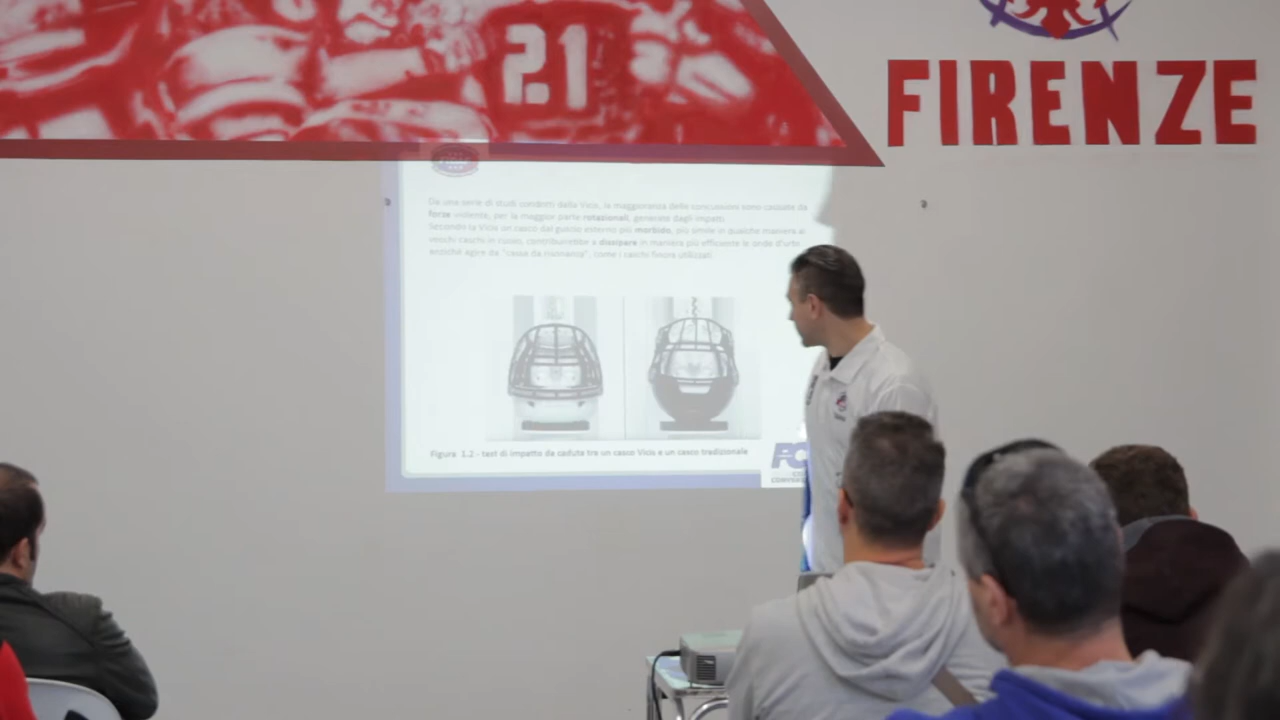 21
FIRENZE
Da una serie di studi condotti dalla Vicis, la maggioranza delle concussioni sono causate da
forze violente, per la maggior parte rotazionali, generate dagli impatti.
Secondo la Vicis un casco dal guscio esterno più morbido, più simile in qualche maniera ai
vecchi caschi in cuoio, contribuirebbe a dissipare in maniera più efficiente le onde d'urto
anziché agire da "cassa da risonanza", come i caschi finora utilizzati.
Figura 1.2 - test di impatto da caduta tre un casco Vicis e un casco tradizionale